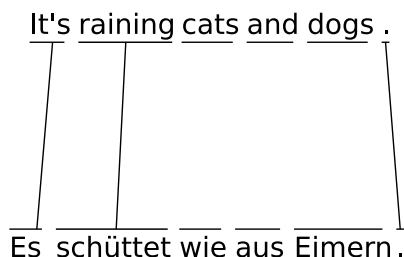 It's raining cats and dogs .
Es schüttet wie aus Eimern .